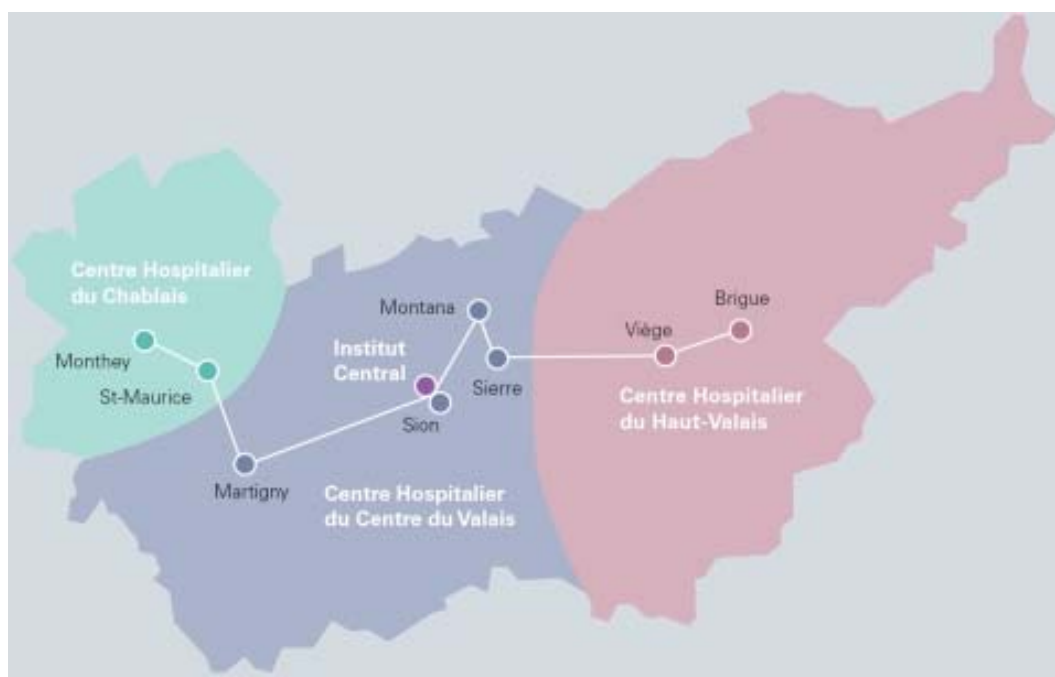 Centre Hospitalier
du Chablais
Monthey
St-Maurice
Martigny
Institut
Central
Sion
Montana
Sierre
Centre Hospitalier
du Centre du Valais
Viège
Brigue
Centre Hospitalier
du Haut-Valais